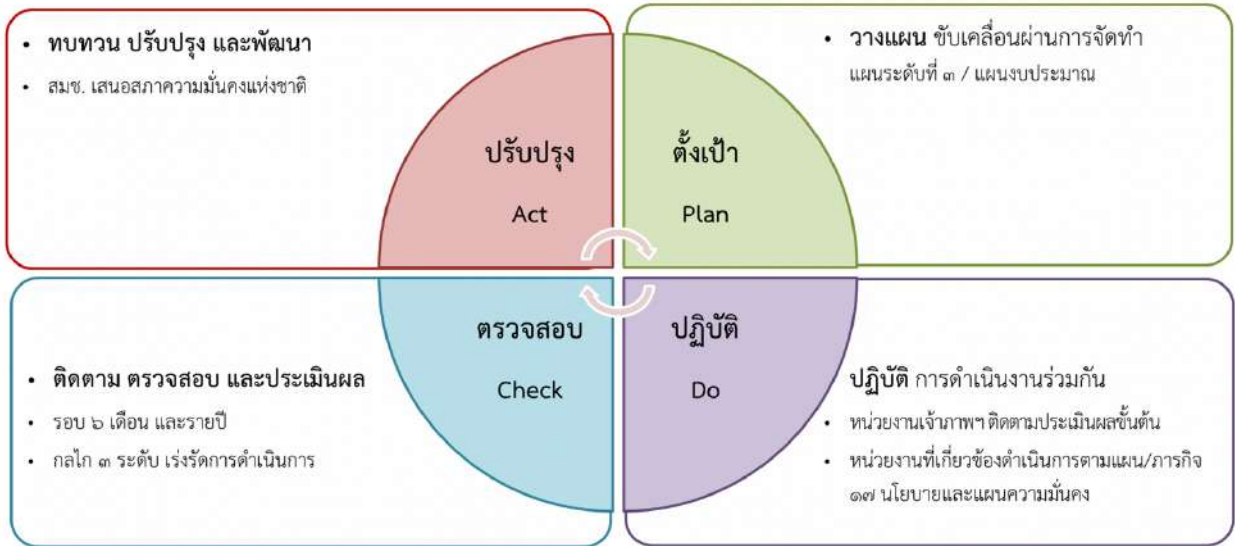 • ทบทวน ปรับปรุง และพัฒนา
• สมช. เสนอสภาความมั่นคงแห่งชาติ
ปรับปรุง
Act
• วางแผน ขับเคลื่อนผ่านการจัดทำ
แผนระดับที่ ๓ / แผนงบประมาณ
ตั้งเป้า
Plan
• ติดตาม ตรวจสอบ และประเมินผล
• รอบ ๖ เดือน และรายปี
• กลไก ๓ ระดับ เร่งรัดการดำเนินการ
ตรวจสอบ
Check
ปฏิบัติ
Do
ปฏิบัติ การดำเนินงานร่วมกัน
• หน่วยงานเจ้าภาพฯ ติดตามประเมินผลขั้นต้น
• หน่วยงานที่เกี่ยวข้องดำเนินการตามแผน/ภารกิจ
๑๗ นโยบายและแผนความมั่นคง